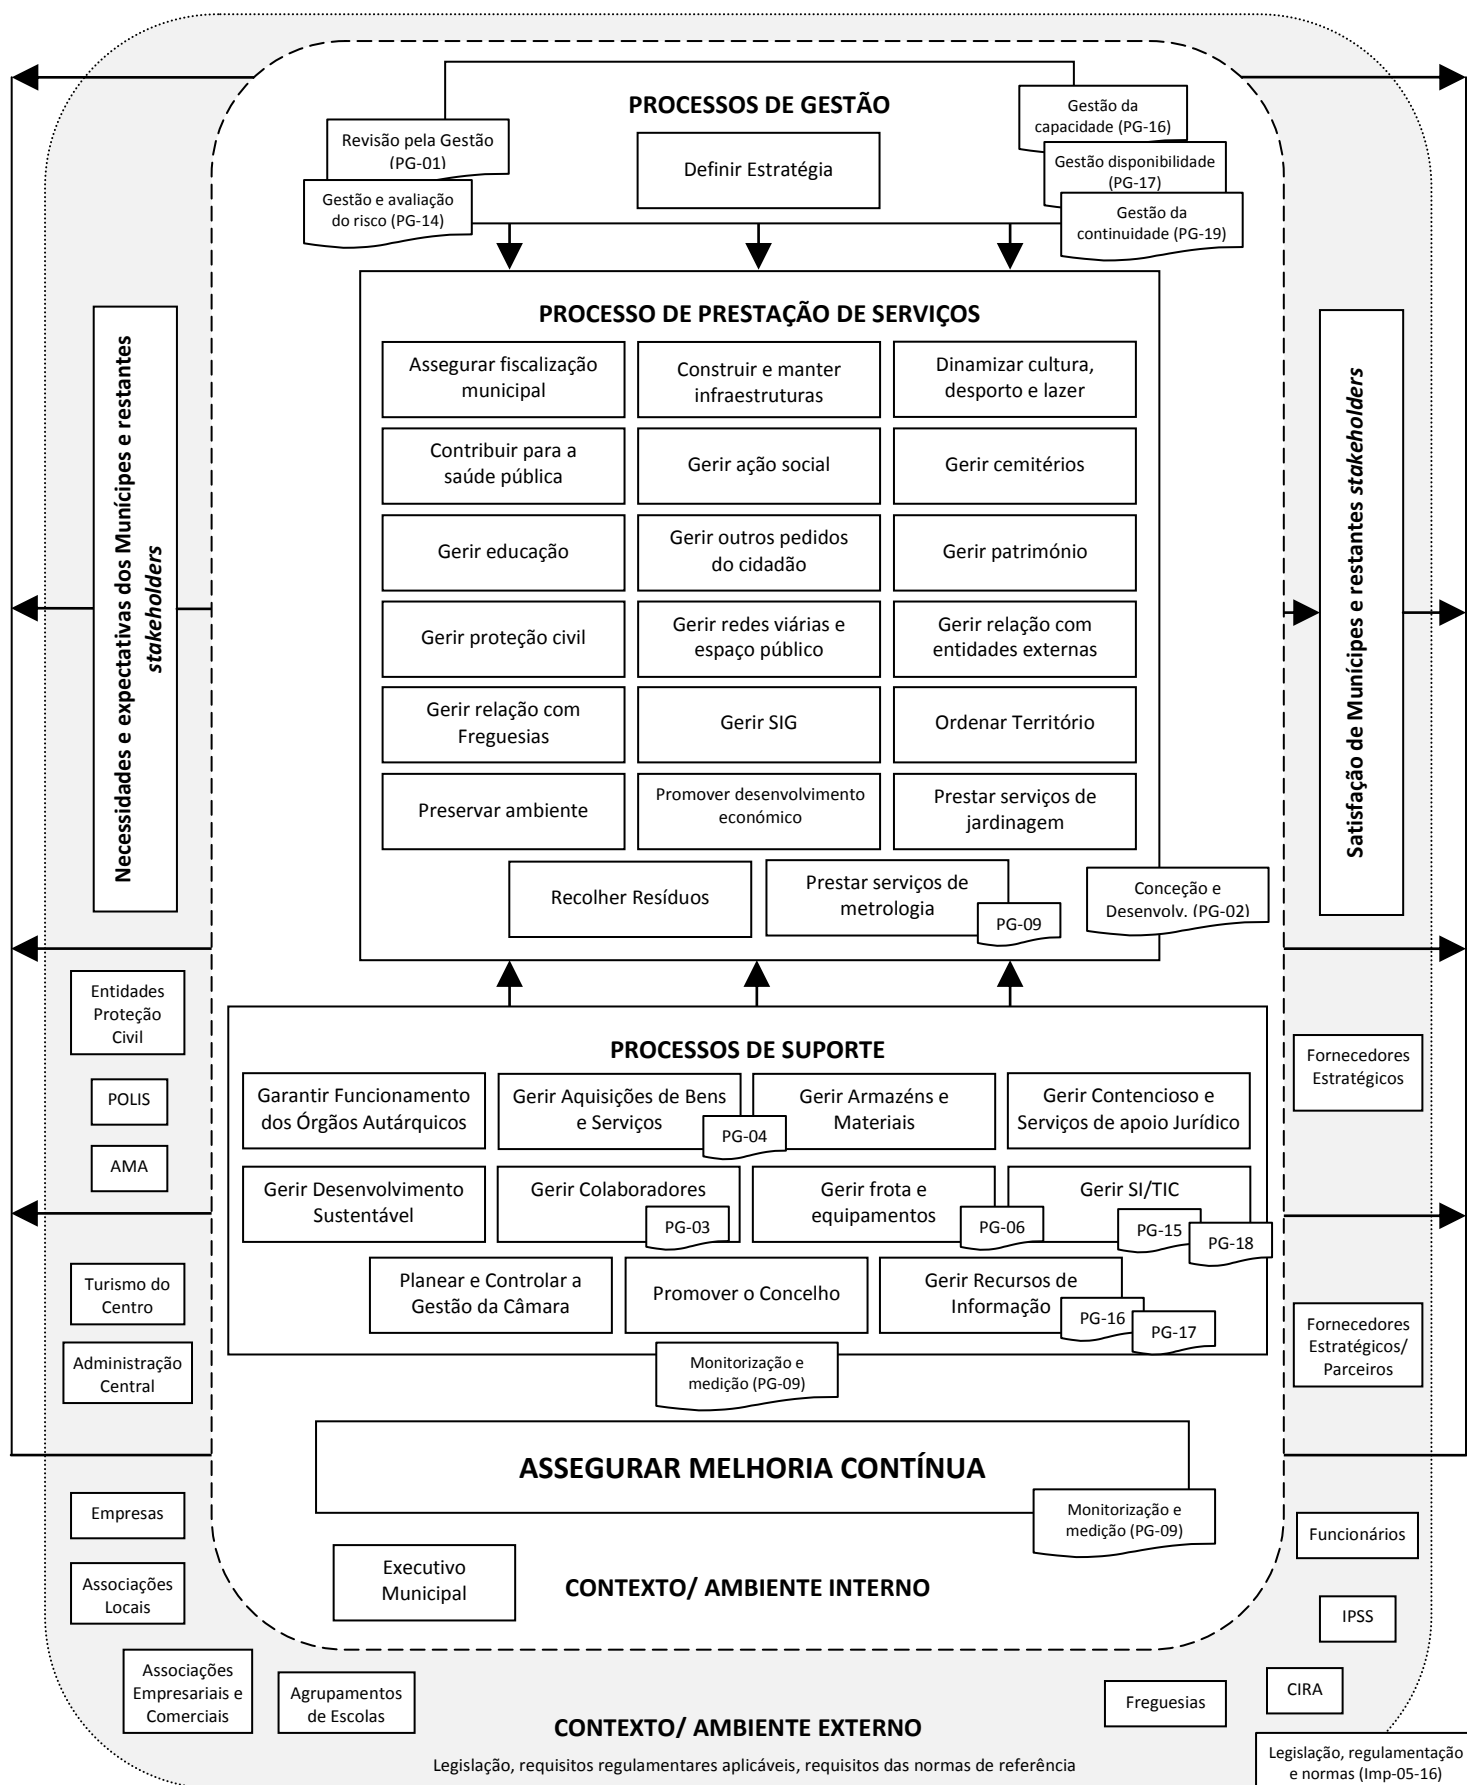 PROCESSOS DE GESTÃO
Revisão pela Gestão
(PG-01)
Gestão e avaliação
do risco (PG-14)
Definir Estratégia
Gestão da
capacidade (PG-16)
Gestão disponibilidade
(PG-17)
Gestão da
continuidade (PG-19)
Necessidades e expectativas dos Munícipes e restantes
stakeholders
PROCESSO DE PRESTAÇÃO DE SERVIÇOS
Assegurar fiscalização
municipal
Construir e manter
infraestruturas
Dinamizar cultura,
desporto e lazer
Contribuir para a
saúde pública
Gerir ação social
Gerir cemitérios
Gerir educação
Gerir outros pedidos
do cidadão
Gerir património
Gerir proteção civil
Gerir redes viárias e
espaço público
Gerir relação com
entidades externas
Gerir relação com
Freguesias
Gerir SIG
Ordenar Território
Preservar ambiente
Promover desenvolvimento
económico
Prestar serviços de
jardinagem
Recolher Resíduos
Prestar serviços de
metrologia
PG-09
Conceção e
Desenvolv. (PG-02)
Satisfação de Munícipes e restantes stakeholders
Entidades
Proteção
Civil
POLIS
AMA
Turismo do
Centro
Administração
Central
PROCESSOS DE SUPORTE
Garantir Funcionamento
dos Órgãos Autárquicos
Gerir Aquisições de Bens
e Serviços
PG-04
Gerir Armazéns e
Materiais
Gerir Contencioso e
Serviços de apoio Jurídico
Gerir Desenvolvimento
Sustentável
Gerir Colaboradores
PG-03
Gerir frota e
equipamentos
PG-06
Gerir SI/TIC
PG-15
PG-18
Planear e Controlar a
Gestão da Câmara
Promover o Concelho
Gerir Recursos de
Informação
PG-16
PG-17
Monitorização e
medição (PG-09)
Fornecedores
Estratégicos
Fornecedores
Estratégicos/
Parceiros
ASSEGURAR MELHORIA CONTÍNUA
Monitorização e
medição (PG-09)
Executivo
Municipal
CONTEXTO/ AMBIENTE INTERNO
Empresas
Associações
Locais
Associações
Empresariais e
Comerciais
Agrupamentos
de Escolas
Funcionários
IPSS
CIRA
Freguesias
CONTEXTO/ AMBIENTE EXTERNO
Legislação, requisitos regulamentares aplicáveis, requisitos das normas de referência
Legislação, regulamentação
e normas (Imp-05-16)